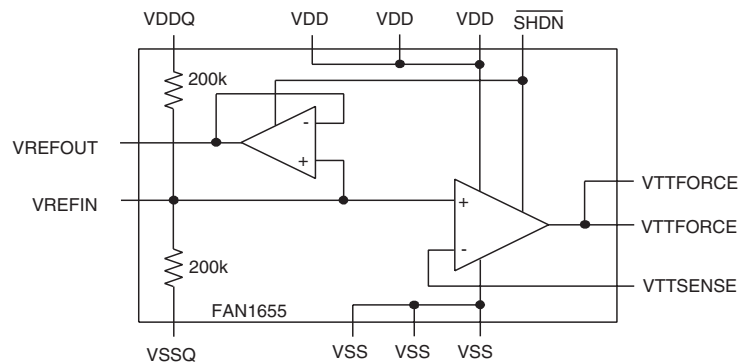 VDDQ VDD VDD VDD SHDN
200k
-
VREFOUT
+
VTTFORCE
VREFIN
+
VTTFORCE
-
200k
VTTSENSE
FAN1655
VSSQ VSS VSS VSS